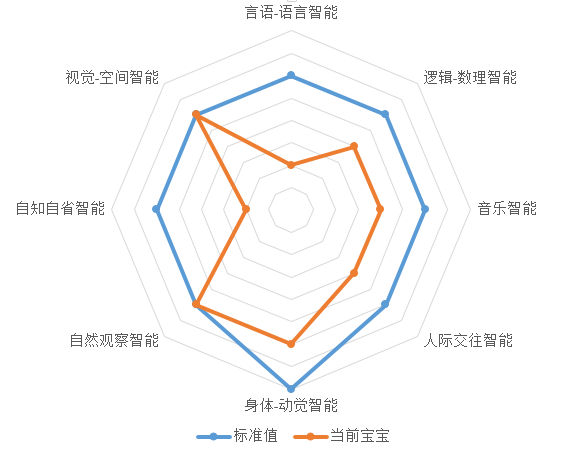 言语-语言智能
视觉-空间智能
逻辑-数理智能
自知自省智能
音乐智能
自然观察智能
人际交往智能
身体-动觉智能
标准值
当前宝宝